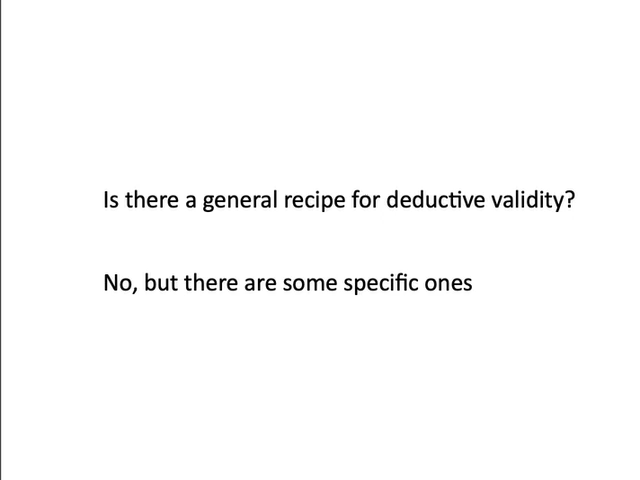 Is there a general recipe for deductive validity?
No, but there are some specific ones